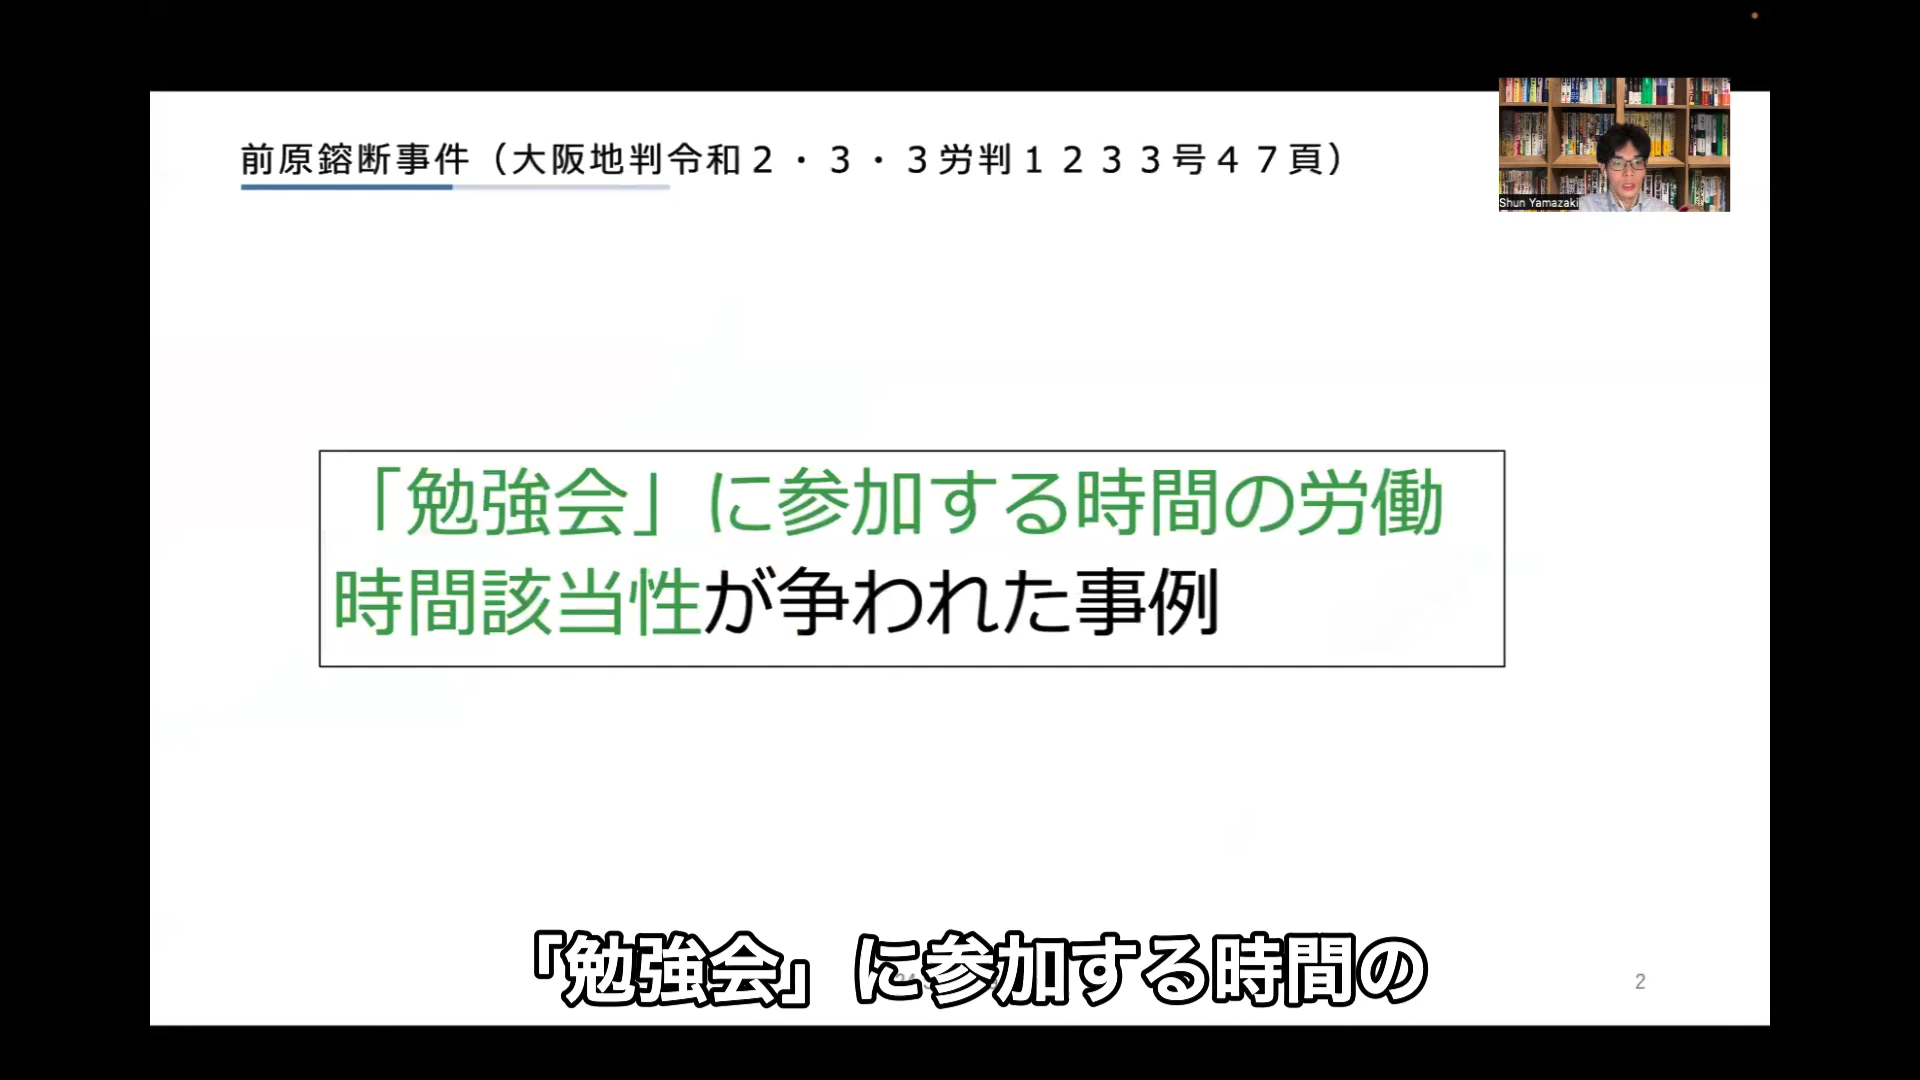 前原鎔断事件（大阪地判令和２・３・３労判１２３３号４７頁）
Shun Yamazaki
「勉強会」に参加する時間の労働
時間該当性が争われた事例
「勉強会」に参加する時間の
2